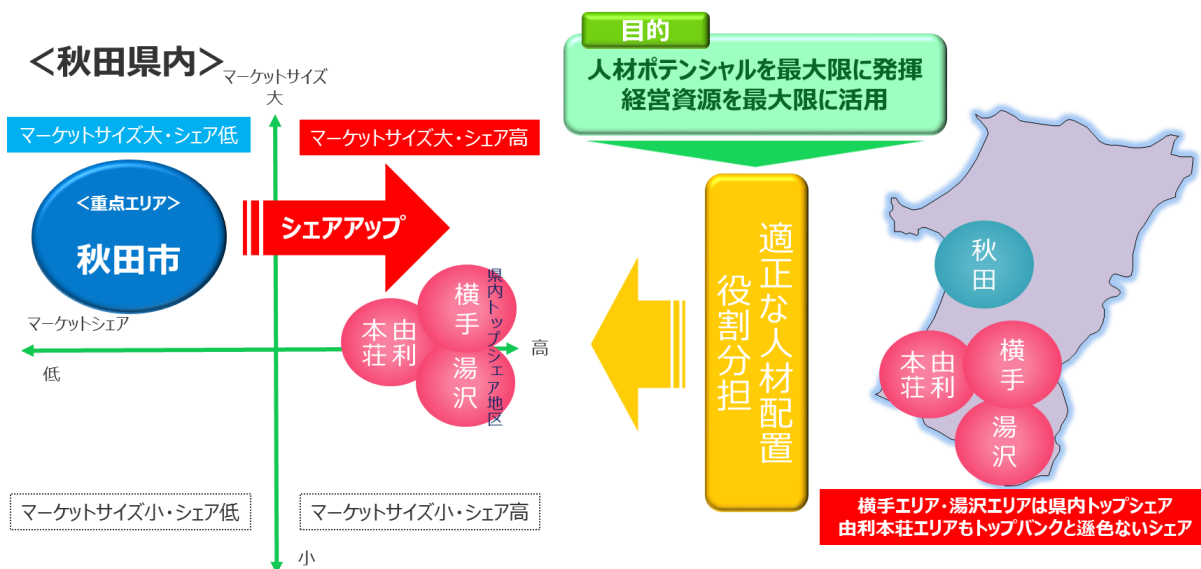 ＜秋田県内＞
マーケットサイズ
大
マーケットサイズ大・シェア低
マーケットサイズ大・シェア高
＜重点エリア＞
秋田市
シェアアップ
マーケットシェア
低
高
由利
本荘
横手
湯沢
県内トップシェア地区
マーケットサイズ小・シェア低
マーケットサイズ小・シェア高
小
目的
人材ポテンシャルを最大限に発揮
経営資源を最大限に活用
適正な人材配置
役割分担
秋田
由利
本荘
横手
湯沢
横手エリア・湯沢エリアは県内トップシェア
由利本荘エリアもトップバンクと遜色ないシェア